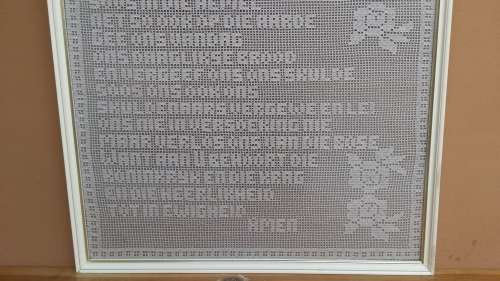 SOOS IN DIE HEMEL
NET SO OOK OP DIE AARDE
GEE ONS VANDAG
ONS DAAGLIKSE BROOD
EN VERGEEF ONS ONS SKULDE
SOOS ONS OOK ONS
SKULDENAARS VERGEWE EN LEI
ONS NIE IN VERSOEKING NIE
MAAR VERLOS ONS VAN DIE BOSE
WANT AAN U BEHOORT DIE
KONINKRYK EN DIE KRAG
EN DIE HEERLIKHEID
TOT IN EWIGHEID
AMEN